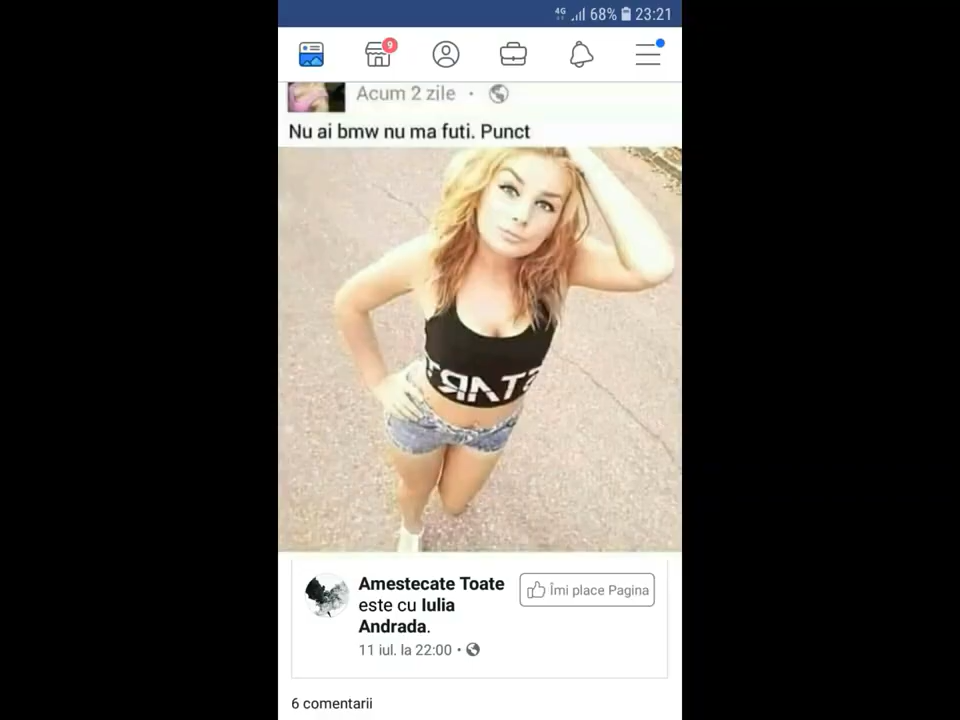 4G 68% 23:21
9
Acum 2 zile ·
Nu ai bmw nu ma futi. Punct
START
Amestecate Toate
este cu Iulia
Andrada.
Îmi place Pagina
11 iul. la 22:00 ·
6 comentarii